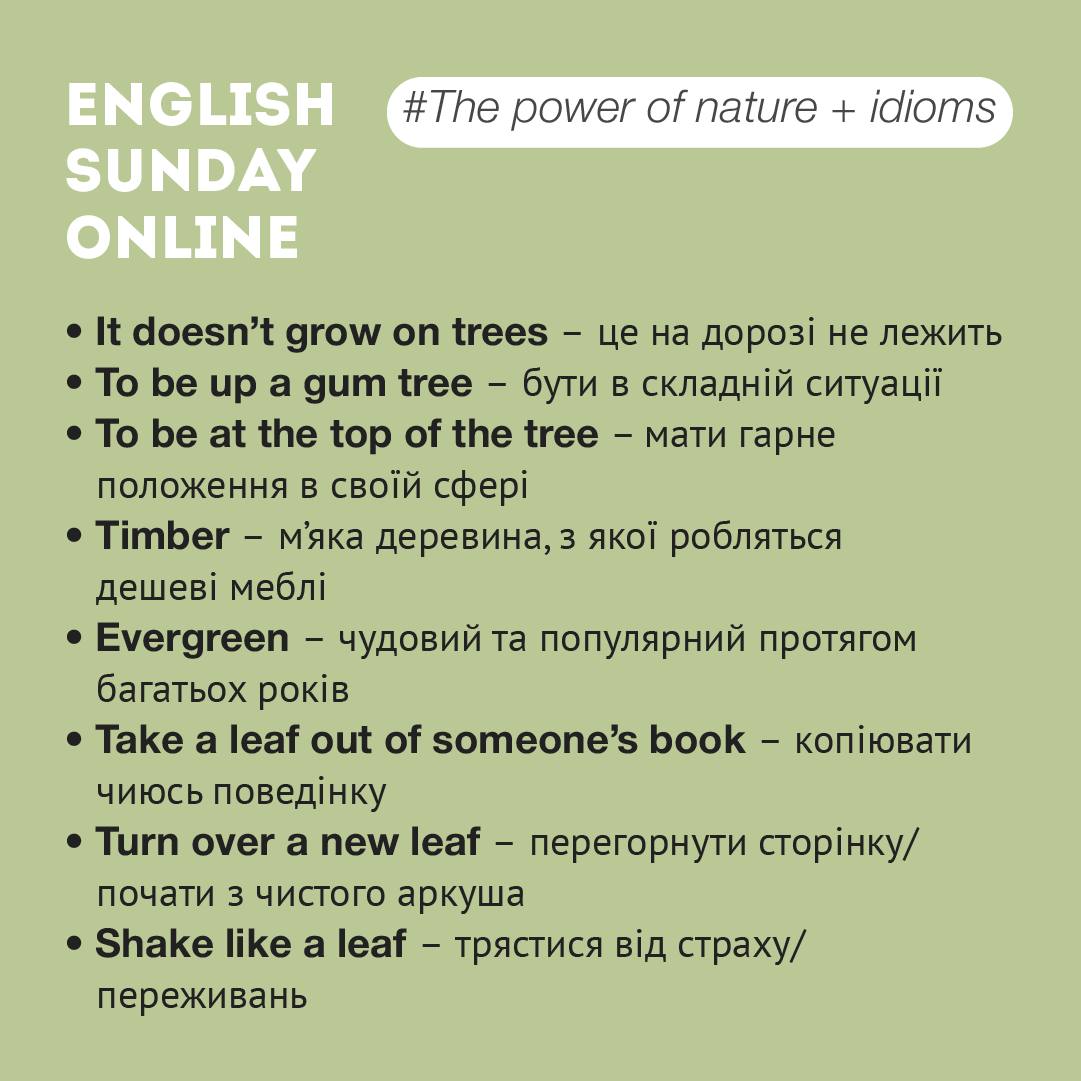 ENGLISH
SUNDAY
ONLINE
#The power of nature + idioms
• It doesn’t grow on trees – це на дорозі не лежить
• To be up a gum tree – бути в складній ситуації
• To be at the top of the tree – мати гарне
положення в своїй сфері
• Timber – м’яка деревина, з якої робляться
дешеві меблі
• Evergreen – чудовий та популярний протягом
багатьох років
• Take a leaf out of someone’s book – копіювати
чиюсь поведінку
• Turn over a new leaf – перегорнути сторінку/
почати з чистого аркуша
• Shake like a leaf – трястися від страху/
переживань